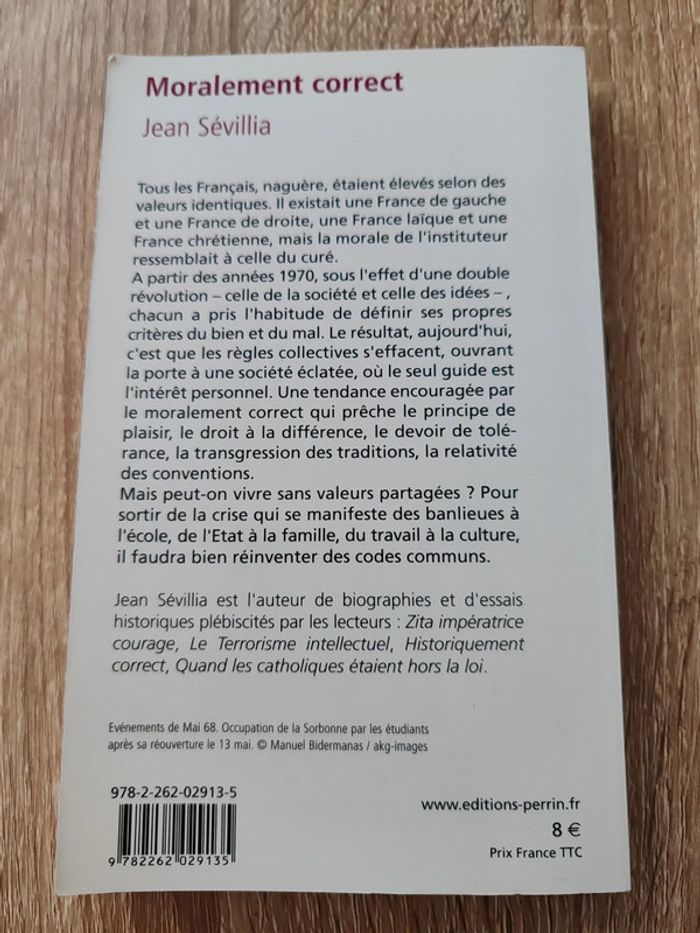 Moralement correct
Jean Sévillia
Tous les Français, naguère, étaient élevés selon des
valeurs identiques. Il existait une France de gauche
et une France de droite, une France laïque et une
France chrétienne, mais la morale de l'instituteur
ressemblait à celle du curé.
A partir des années 1970, sous l'effet d'une double
révolution – celle de la société et celle des idées – ,
chacun a pris l'habitude de définir ses propres
critères du bien et du mal. Le résultat, aujourd'hui,
c'est que les règles collectives s'effacent, ouvrant
la porte à une société éclatée, où le seul guide est
l'intérêt personnel. Une tendance encouragée par
le moralement correct qui prêche le principe de
plaisir, le droit à la différence, le devoir de tolé-
rance, la transgression des traditions, la relativité
des conventions.
Mais peut-on vivre sans valeurs partagées ? Pour
sortir de la crise qui se manifeste des banlieues à
l'école, de l'Etat à la famille, du travail à la culture,
il faudra bien réinventer des codes communs.
Jean Sévillia est l'auteur de biographies et d'essais
historiques plébiscités par les lecteurs : Zita impératrice
courage, Le Terrorisme intellectuel, Historiquement
correct, Quand les catholiques étaient hors la loi.
Evénements de Mai 68. Occupation de la Sorbonne par les étudiants
après sa réouverture le 13 mai. © Manuel Bidermanas / akg-images
978-2-262-02913-5
9 782262 029135
www.editions-perrin.fr
8 €
Prix France TTC